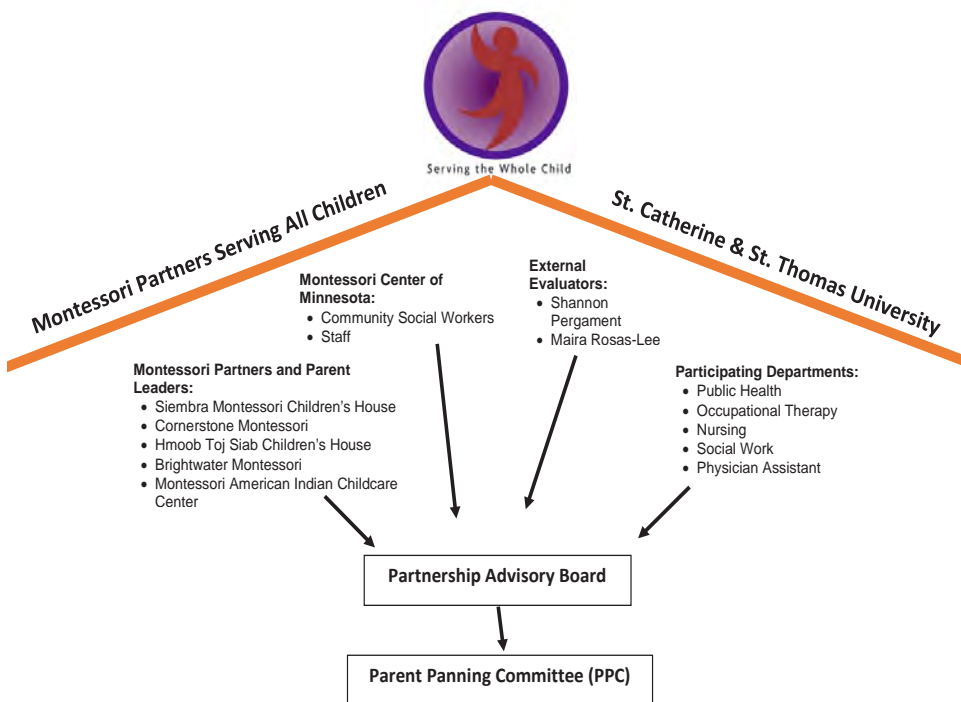 Serving the Whole Child
Montessori Partners Serving All Children
St. Catherine & St. Thomas University
Montessori Center of
Minnesota:
• Community Social Workers
• Staff
External
Evaluators:
• Shannon
Pergament
• Maira Rosas-Lee
Montessori Partners and Parent
Leaders:
• Siembra Montessori Children's House
• Cornerstone Montessori
• Hmoob Toj Siab Children's House
• Brightwater Montessori
• Montessori American Indian Childcare
Center
Participating Departments:
• Public Health
• Occupational Therapy
• Nursing
• Social Work
• Physician Assistant
Partnership Advisory Board
Parent Panning Committee (PPC)